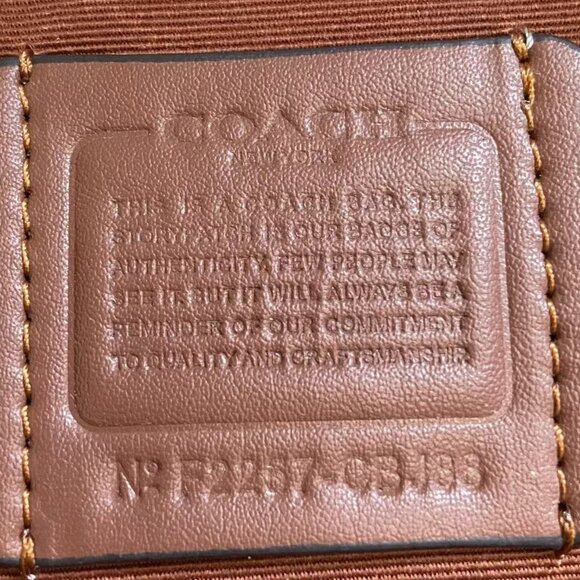 COACH
NEW YORK
THIS IS A COACH BAG. THE
STORYPATCH IS OUR BADGE OF
AUTHENTICITY. FEW PEOPLE MAY
SEE IT, BUT IT WILL ALWAYS BE A
REMINDER OF OUR COMMITMENT
TO QUALITY AND CRAFTSMANSHIP.
Nº F2257-CBJ88